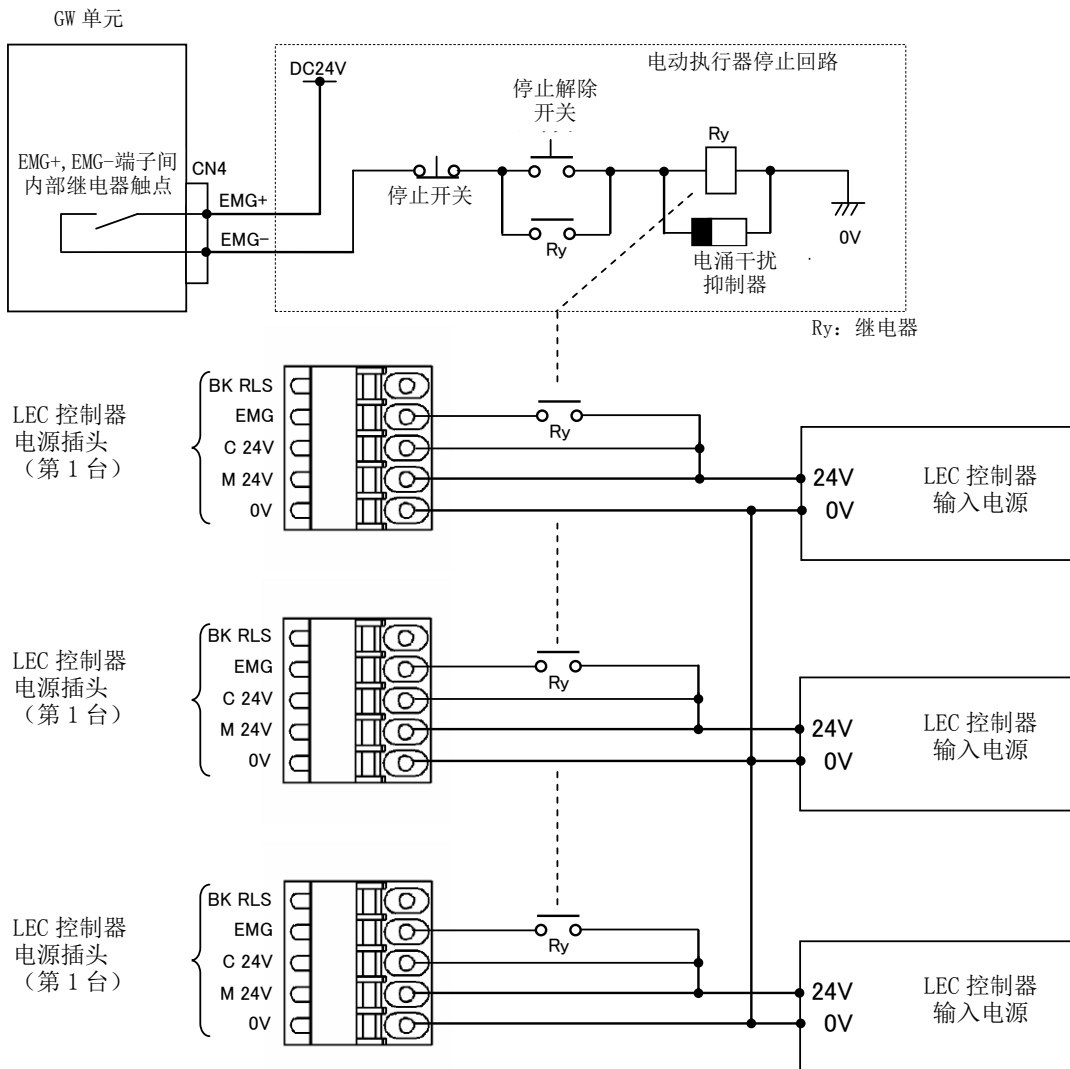 GW 单元
电动执行器停止回路
DC24V
停止解除
开关
Ry
EMG+,EMG-端子间
内部继电器触点
CN4
停止开关
EMG+
EMG-
Ry
0V
电涌干扰
抑制器
Ry：继电器
LEC 控制器
电源插头
（第 1 台）
BK RLS
EMG
C 24V
M 24V
0V
Ry
24V
0V
LEC 控制器
输入电源
LEC 控制器
电源插头
（第 1 台）
BK RLS
EMG
C 24V
M 24V
0V
Ry
24V
0V
LEC 控制器
输入电源
LEC 控制器
电源插头
（第 1 台）
BK RLS
EMG
C 24V
M 24V
0V
Ry
24V
0V
LEC 控制器
输入电源